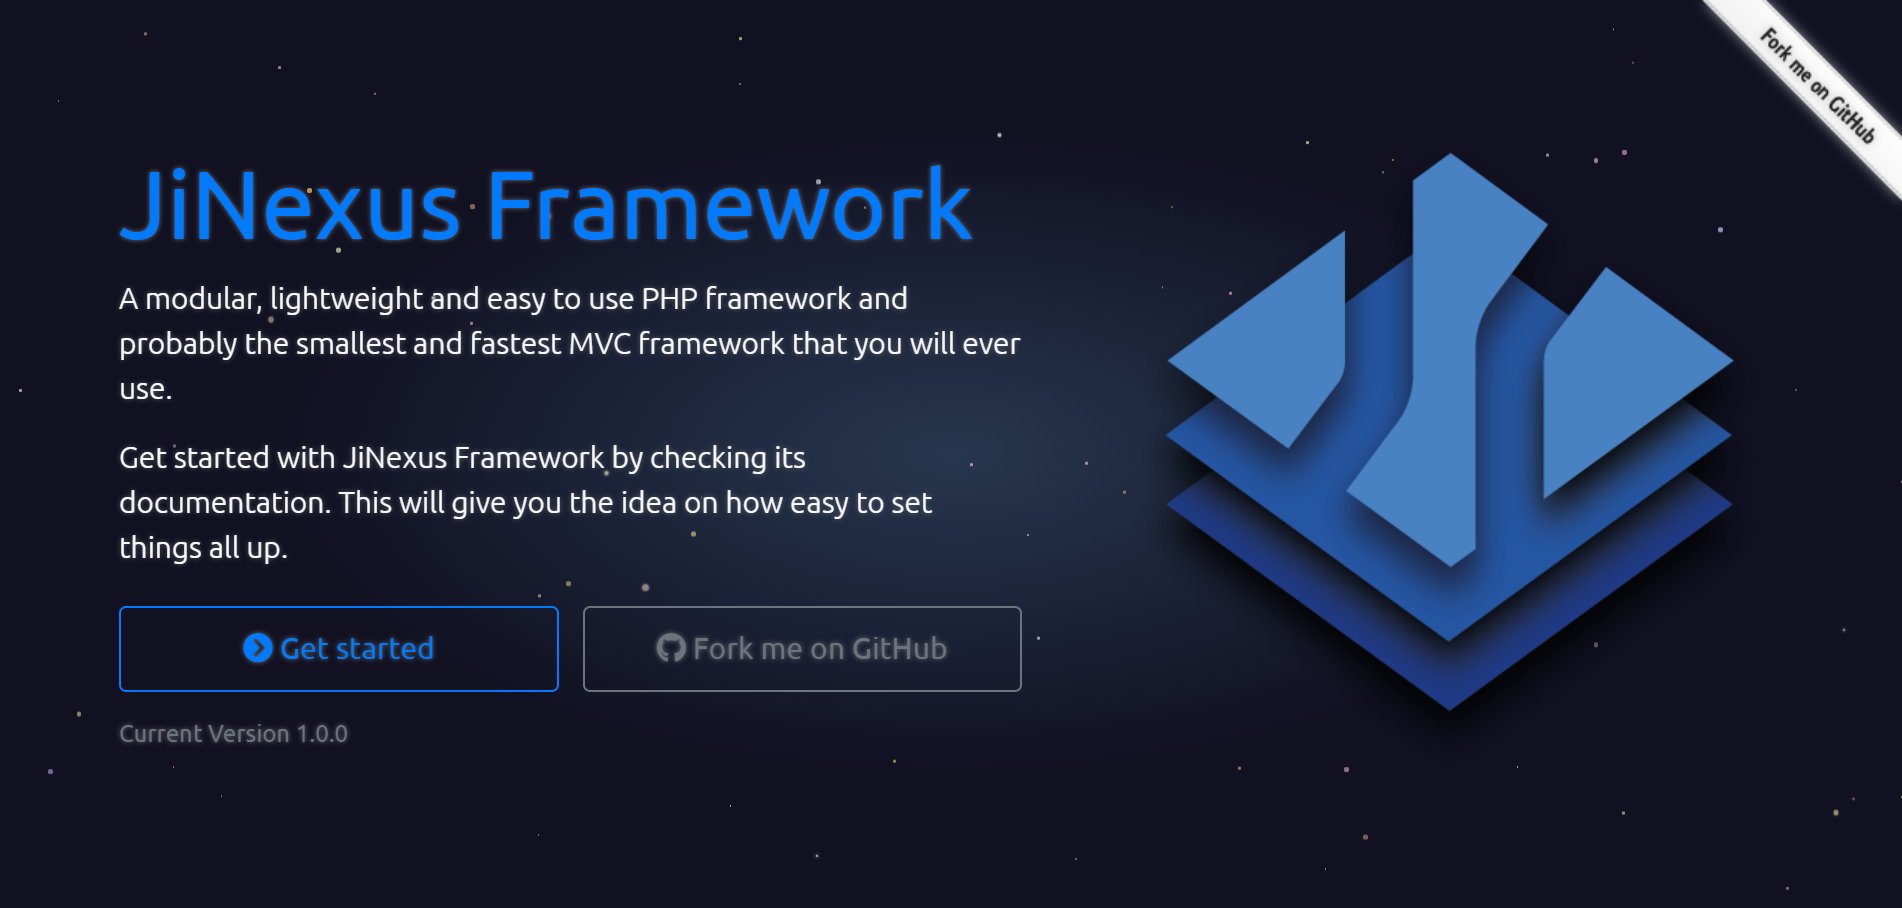 Fork me on GitHub
JiNexus Framework
A modular, lightweight and easy to use PHP framework and
probably the smallest and fastest MVC framework that you will ever
use.
Get started with JiNexus Framework by checking its
documentation. This will give you the idea on how easy to set
things all up.
Get started
Fork me on GitHub
Current Version 1.0.0